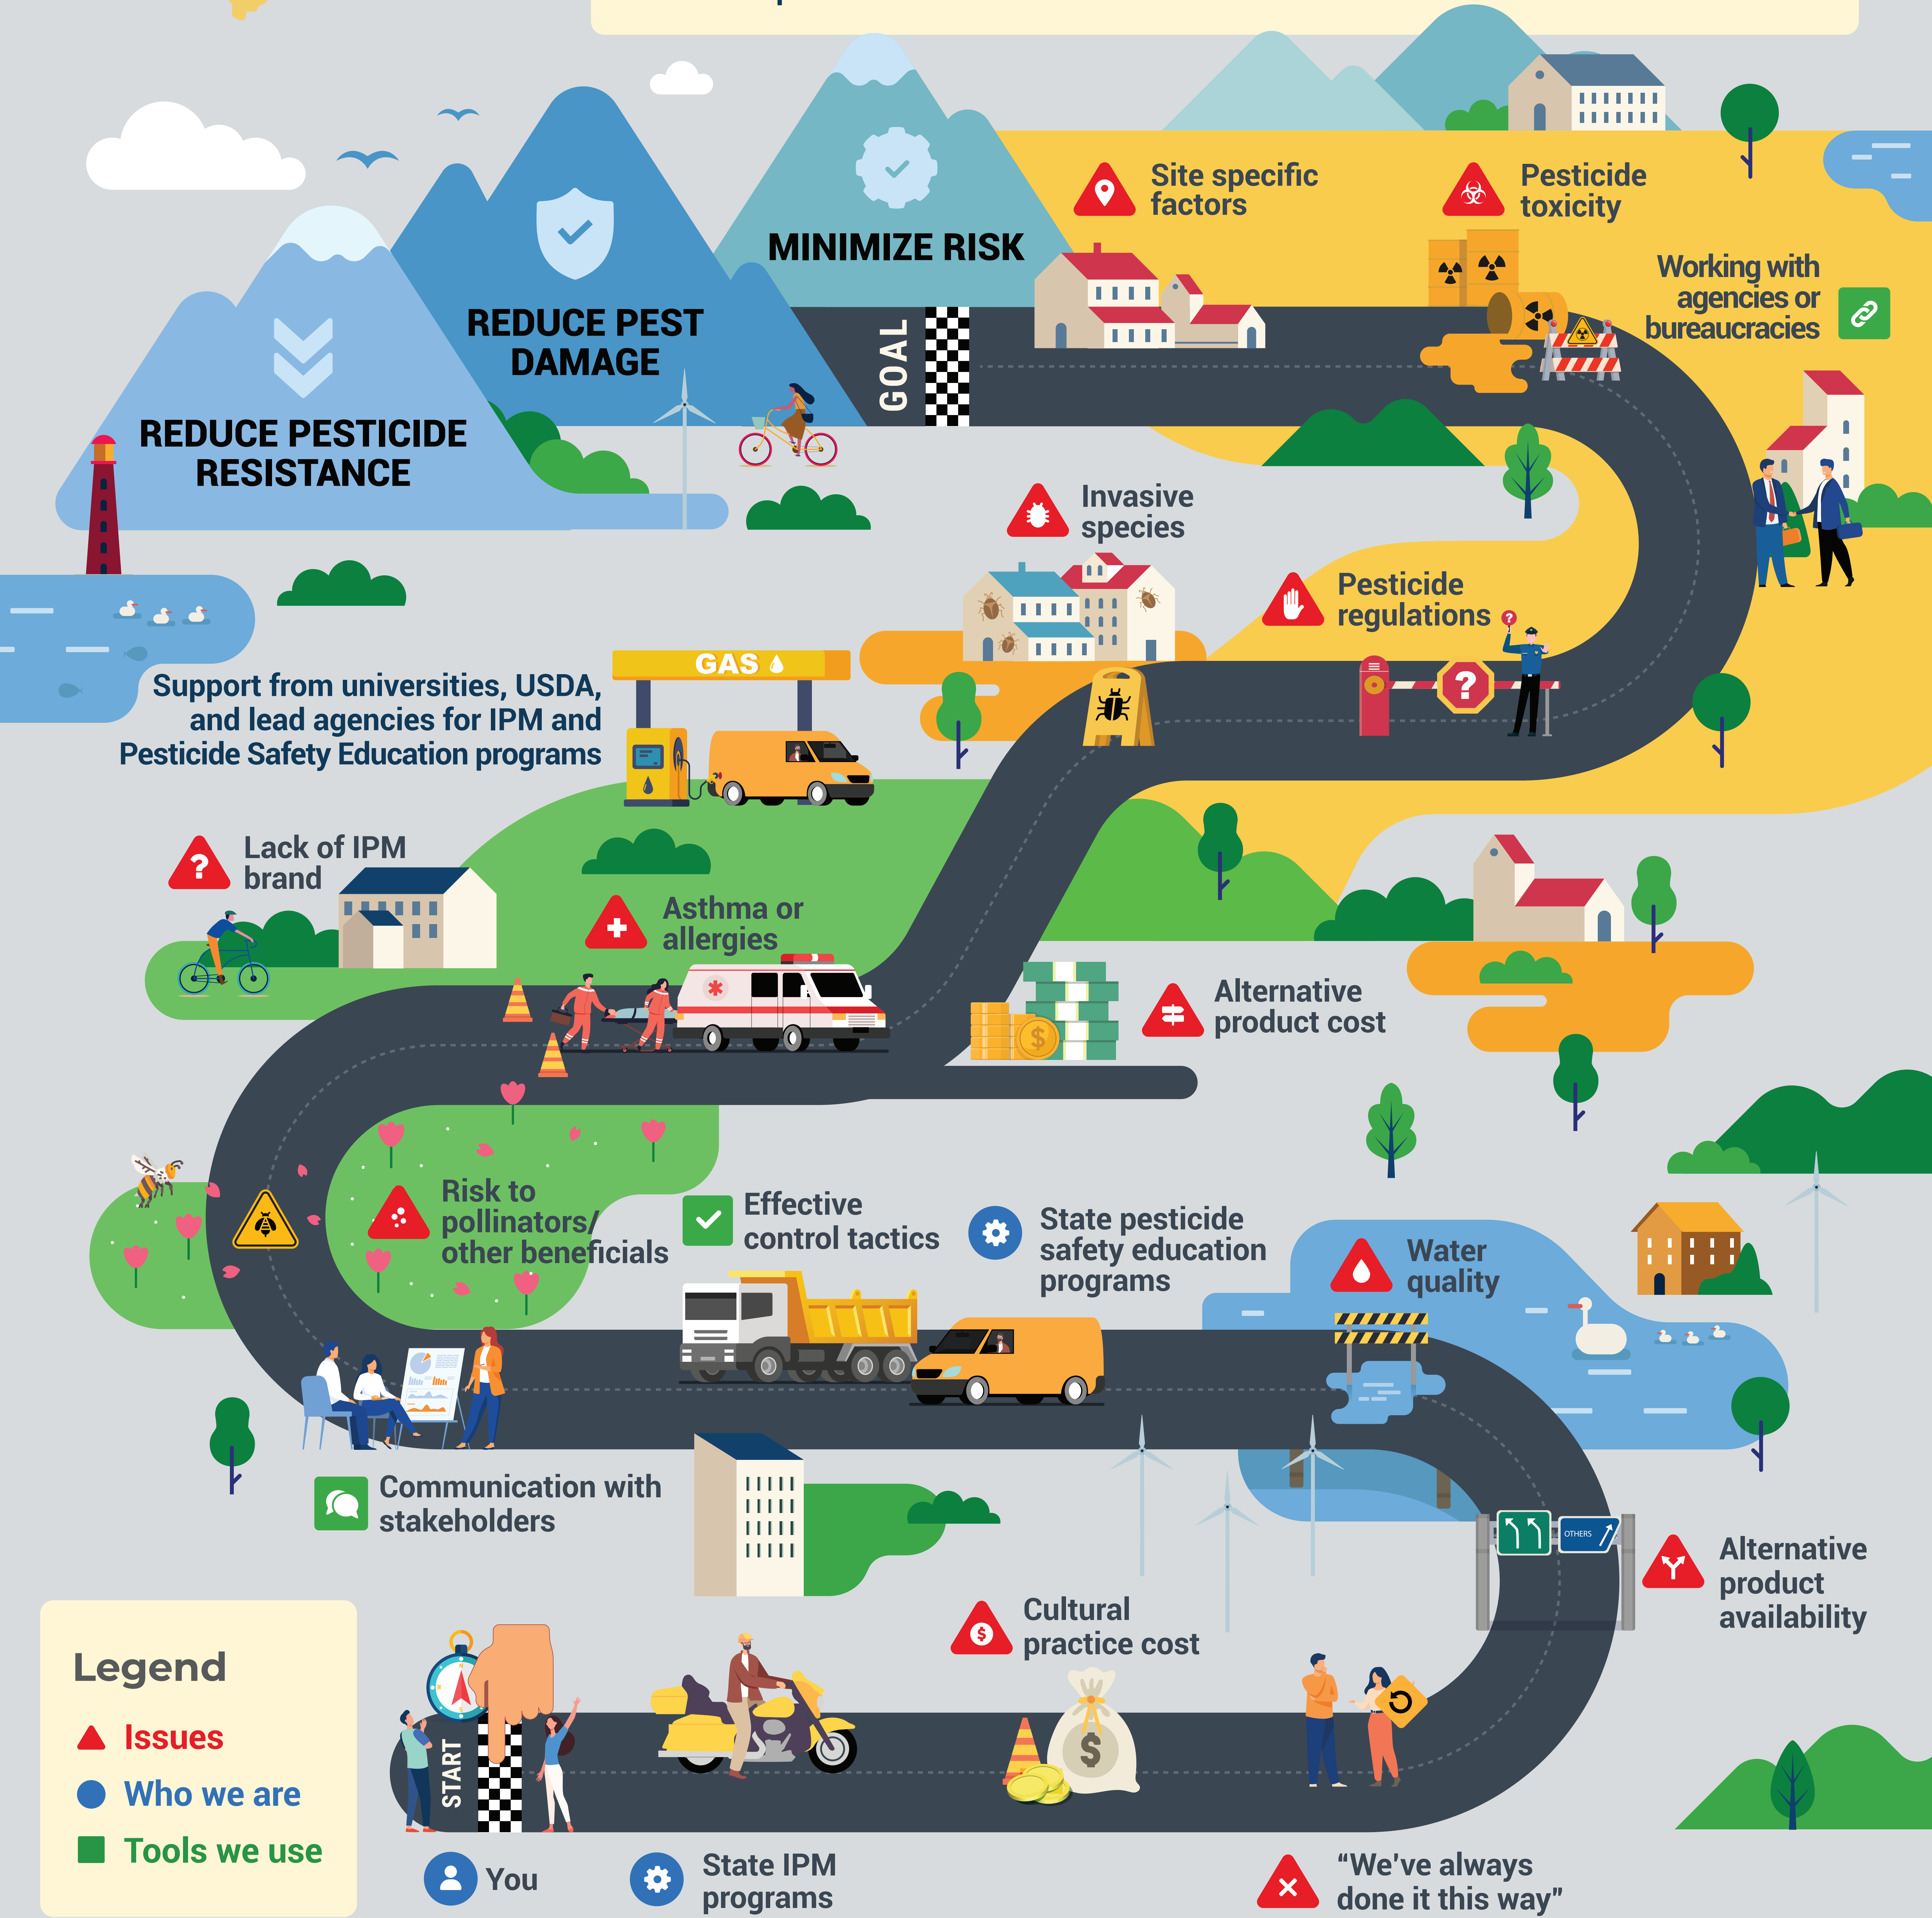 MINIMIZE RISK
REDUCE PEST
DAMAGE
REDUCE PESTICIDE
RESISTANCE
GOAL
Site specific
factors
Pesticide
toxicity
Working with
agencies or
bureaucracies
Invasive
species
Pesticide
regulations
?
?
GAS
Support from universities, USDA,
and lead agencies for IPM and
Pesticide Safety Education programs
?
Lack of IPM
brand
Asthma or
allergies
$
Alternative
product cost
Risk to
pollinators/
other beneficials
Effective
control tactics
State pesticide
safety education
programs
Water
quality
Communication with
stakeholders
OTHERS
Alternative
product
availability
$
Cultural
practice cost
$
START
Legend
Issues
Who we are
Tools we use
You
State IPM
programs
“We’ve always
done it this way”